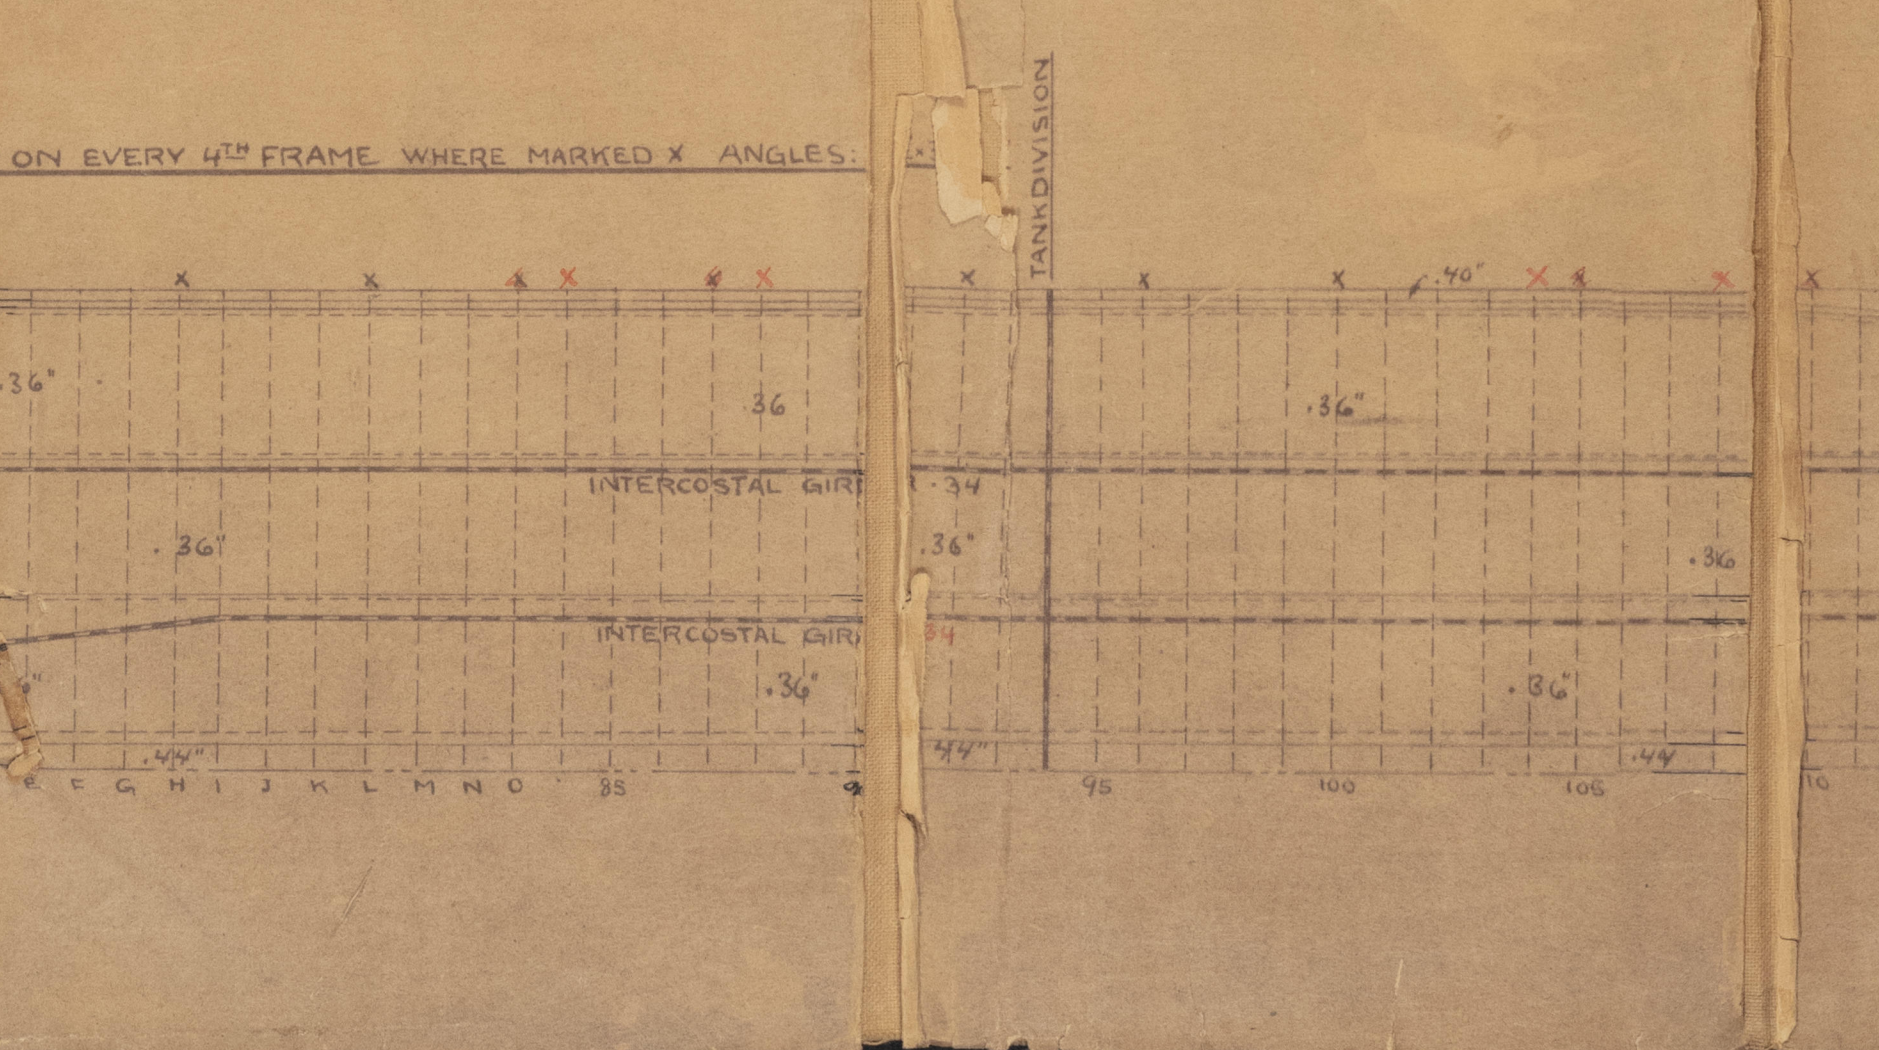 TANK DIVISION
ON EVERY 4TH FRAME WHERE MARKED X ANGLES:
X X X X X X X X X X .40" X X X X
.36" 36 .36"
INTERCOSTAL GIR .34
.36" .36" .36
INTERCOSTAL GIR 34
.36" .36"
.44" 44" .44
E F G H I J K L M N O 85 95 100 105 10